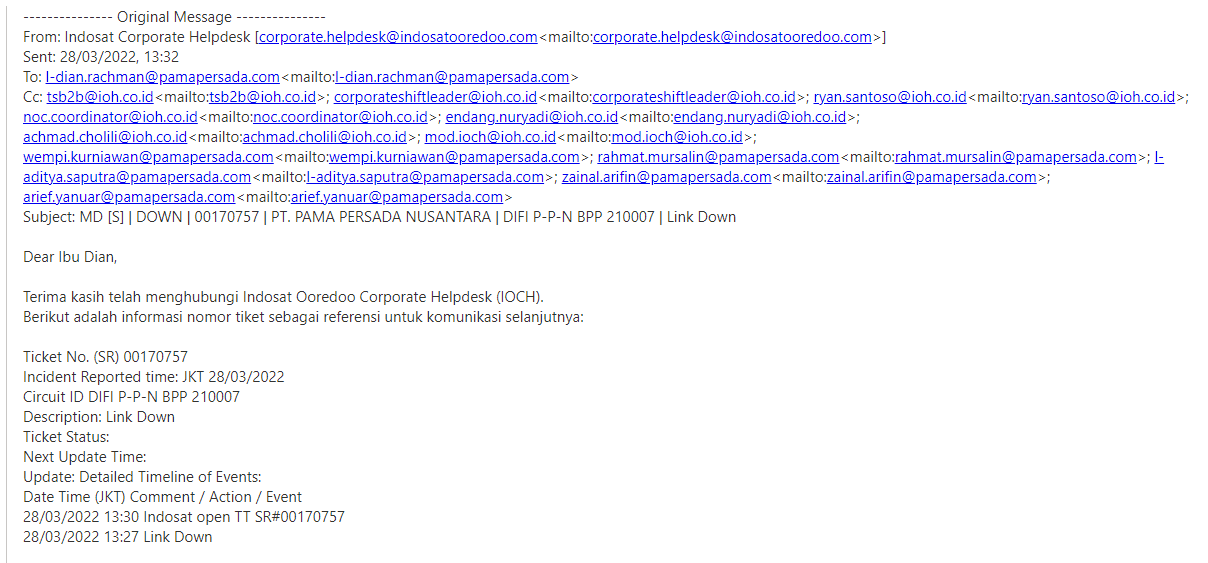 --------------- Original Message ---------------
From: Indosat Corporate Helpdesk [corporate.helpdesk@indosatooredoo.com<mailto:corporate.helpdesk@indosatooredoo.com>]
Sent: 28/03/2022, 13:32
To: l-dian.rachman@pamapersada.com<mailto:l-dian.rachman@pamapersada.com>
Cc: tsb2b@ioh.co.id<mailto:tsb2b@ioh.co.id>; corporateshiftleader@ioh.co.id<mailto:corporateshiftleader@ioh.co.id>; ryan.santoso@ioh.co.id<mailto:ryan.santoso@ioh.co.id>;
noc.coordinator@ioh.co.id<mailto:noc.coordinator@ioh.co.id>; endang.nuryadi@ioh.co.id<mailto:endang.nuryadi@ioh.co.id>;
achmad.cholili@ioh.co.id<mailto:achmad.cholili@ioh.co.id>; mod.ioch@ioh.co.id<mailto:mod.ioch@ioh.co.id>;
wempi.kurniawan@pamapersada.com<mailto:wempi.kurniawan@pamapersada.com>; rahmat.mursalin@pamapersada.com<mailto:rahmat.mursalin@pamapersada.com>; l-
aditya.saputra@pamapersada.com<mailto:l-aditya.saputra@pamapersada.com>; zainal.arifin@pamapersada.com<mailto:zainal.arifin@pamapersada.com>;
arief.yanuar@pamapersada.com<mailto:arief.yanuar@pamapersada.com>
Subject: MD [S] | DOWN | 00170757 | PT. PAMA PERSADA NUSANTARA | DIFI P-P-N BPP 210007 | Link Down
Dear Ibu Dian,
Terima kasih telah menghubungi Indosat Ooredoo Corporate Helpdesk (IOCH).
Berikut adalah informasi nomor tiket sebagai referensi untuk komunikasi selanjutnya:
Ticket No. (SR) 00170757
Incident Reported time: JKT 28/03/2022
Circuit ID DIFI P-P-N BPP 210007
Description: Link Down
Ticket Status:
Next Update Time:
Update: Detailed Timeline of Events:
Date Time (JKT) Comment / Action / Event
28/03/2022 13:30 Indosat open TT SR#00170757
28/03/2022 13:27 Link Down